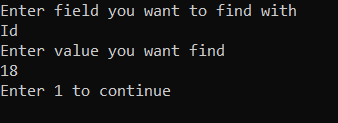 Enter field you want to find with
Id
Enter value you want find
18
Enter 1 to continue